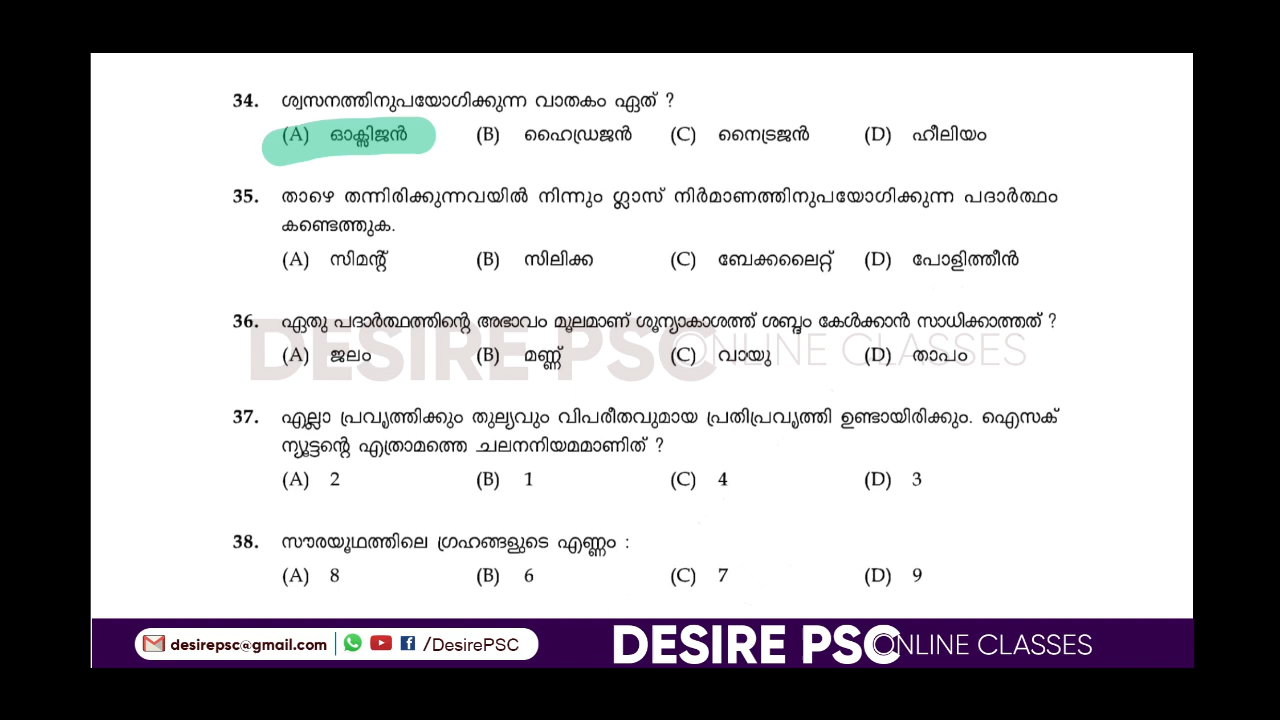 34. ശ്വസനത്തിനുപയോഗിക്കുന്ന വാതകം ഏത് ?
(A) ഓക്സിജൻ (B) ഹൈഡ്രജൻ (C) നൈട്രജൻ (D) ഹീലിയം
35. താഴെ തന്നിരിക്കുന്നവയിൽ നിന്നും ഗ്ലാസ് നിർമാണത്തിനുപയോഗിക്കുന്ന പദാർത്ഥം
കണ്ടെത്തുക.
(A) സിമന്റ് (B) സിലിക്ക (C) ബേക്കലൈറ്റ് (D) പോളിത്തീൻ
36. ഏതു പദാർത്ഥത്തിന്റെ അഭാവം മൂലമാണ് ശൂന്യാകാശത്ത് ശബ്ദം കേൾക്കാൻ സാധിക്കാത്തത് ?
(A) ജലം (B) മണ്ണ് (C) വായു (D) താപം
DESIRE PSC ONLINE CLASSES
37. എല്ലാ പ്രവൃത്തിക്കും തുല്യവും വിപരീതവുമായ പ്രതിപ്രവൃത്തി ഉണ്ടായിരിക്കും. ഐസക്
ന്യൂട്ടന്റെ എത്രാമത്തെ ചലനനിയമമാണിത് ?
(A) 2 (B) 1 (C) 4 (D) 3
38. സൗരയൂഥത്തിലെ ഗ്രഹങ്ങളുടെ എണ്ണം :
(A) 8 (B) 6 (C) 7 (D) 9
desirepsc@gmail.com /DesirePSC DESIRE PSC ONLINE CLASSES